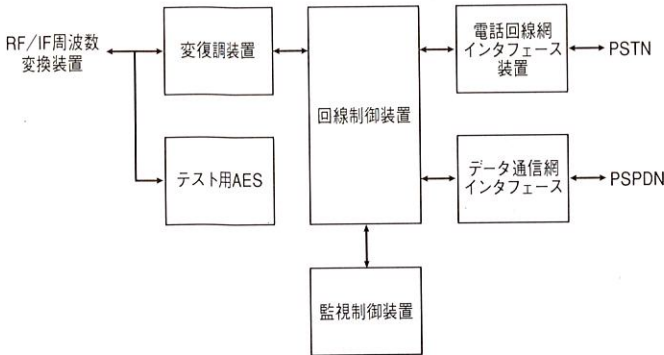 RF/IF周波数
変換装置
変復調装置
テスト用AES
回線制御装置
電話回線網
インタフェース
装置
PSTN
データ通信網
インタフェース
PSPDN
監視制御装置